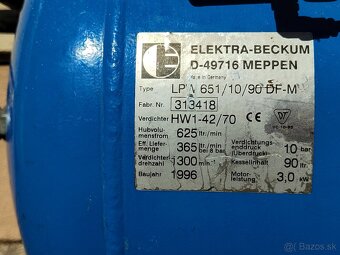 ELEKTRA-BECKUM
D-49716 MEPPEN
Made in Germany
Type LPW 651/10/90 DF-M
Fabr. Nr. 313418
Verdichter HW1-42/70 CE
Hubvolumenstrom 625 ltr/min
Verdichtungsenddruck (Überdruck) 10 bar
Eff. Liefermenge 365 ltr/min bei 8 bar
Kesselinhalt 90 ltr.
Verdichterdrehzahl 1300 min⁻¹
Motorleistung 3,0 kW
Baujahr 1996
bazos.sk